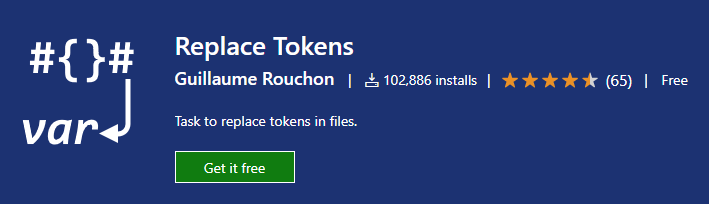 #{}#
var
Replace Tokens
Guillaume Rouchon | 102,886 installs | (65) | Free
Task to replace tokens in files.
Get it free